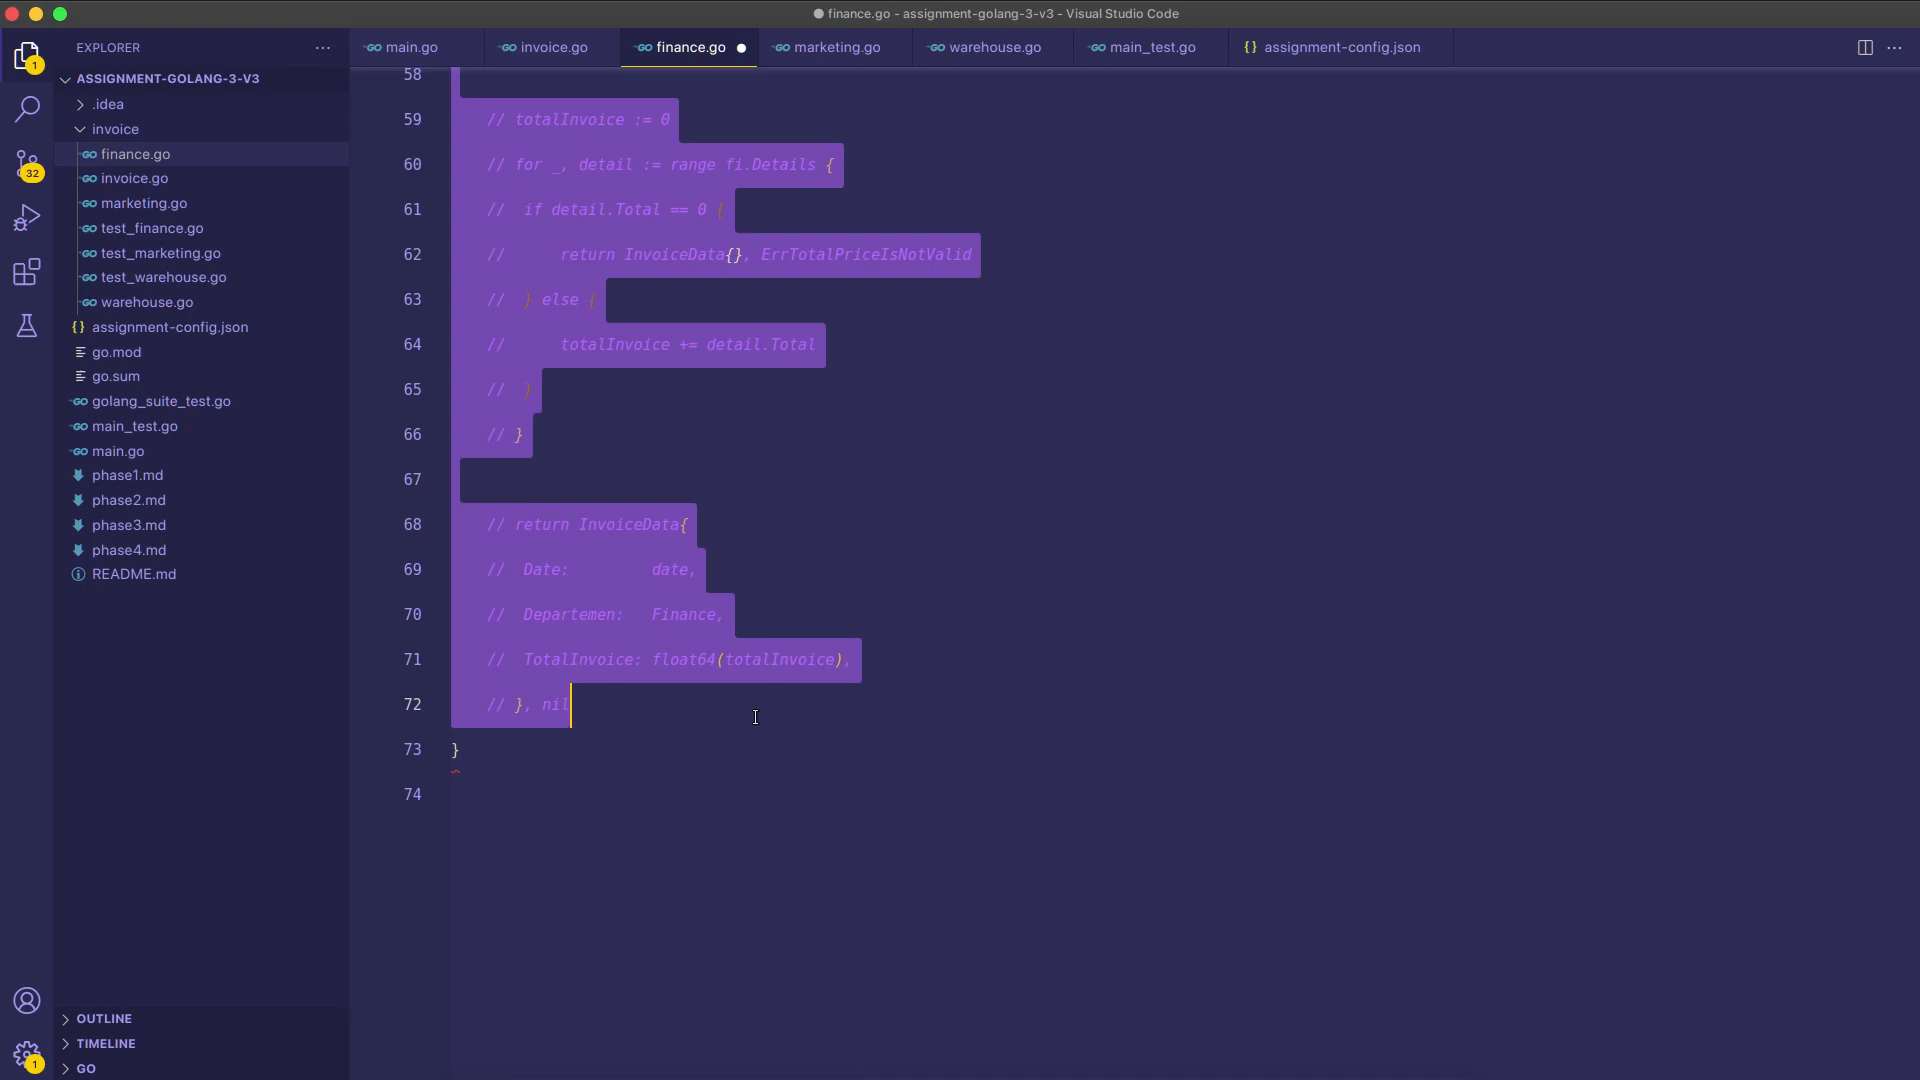 finance.go - assignment-golang-3-v3 - Visual Studio Code
EXPLORER
main.go
invoice.go
finance.go
marketing.go
warehouse.go
main_test.go
{} assignment-config.json
ASSIGNMENT-GOLANG-3-V3
.idea
invoice
finance.go
invoice.go
marketing.go
test_finance.go
test_marketing.go
test_warehouse.go
warehouse.go
{} assignment-config.json
go.mod
go.sum
golang_suite_test.go
main_test.go
main.go
phase1.md
phase2.md
phase3.md
phase4.md
README.md
OUTLINE
TIMELINE
GO
1
32
1
58
59 // totalInvoice := 0
60 // for _, detail := range fi.Details {
61 // if detail.Total == 0 {
62 // return InvoiceData{}, ErrTotalPriceIsNotValid
63 // } else {
64 // totalInvoice += detail.Total
65 // }
66 // }
67
68 // return InvoiceData{
69 // Date: date,
70 // Departemen: Finance,
71 // TotalInvoice: float64(totalInvoice),
72 // }, nil
73 }
74